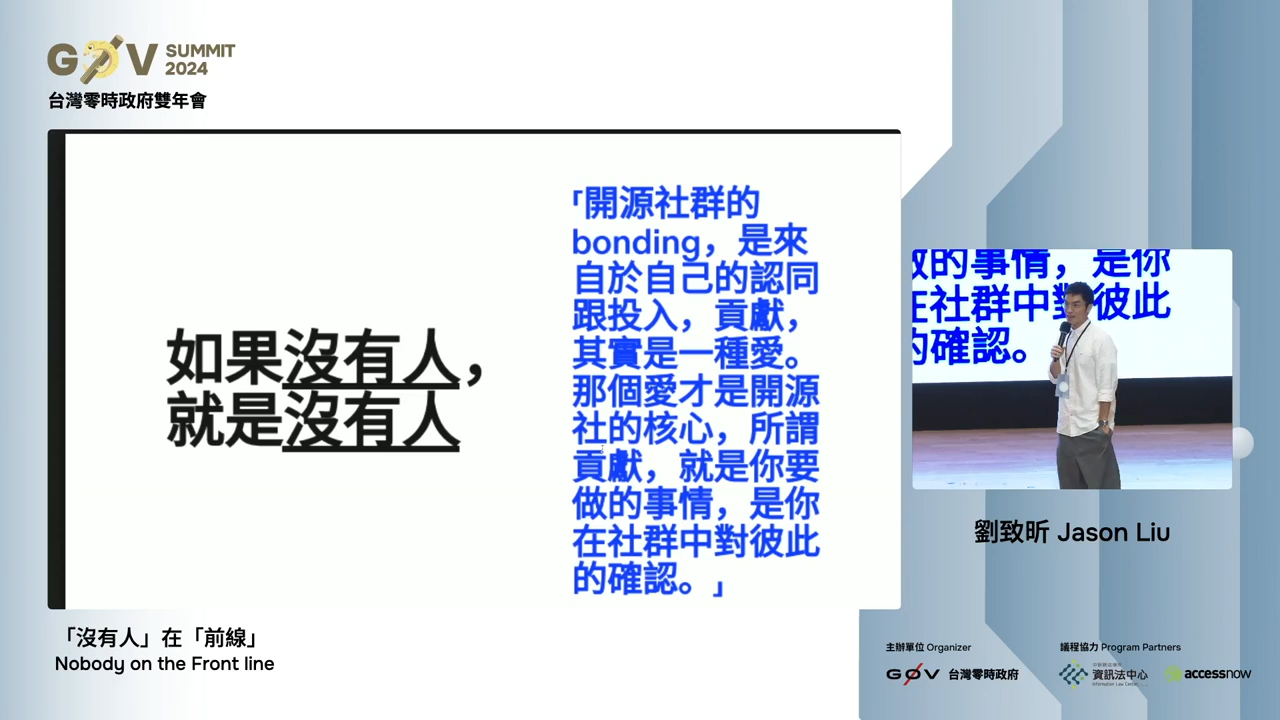 G0V SUMMIT 2024
台灣零時政府雙年會
如果沒有人，
就是沒有人
「開源社群的
bonding，是來
自於自己的認同
跟投入，貢獻，
其實是一種愛。
那個愛才是開源
社的核心，所謂
貢獻，就是你要
做的事情，是你
在社群中對彼此
的確認。」
做的事情，是你
在社群中對彼此
的確認。
劉致昕 Jason Liu
「沒有人」在「前線」
Nobody on the Front line
主辦單位 Organizer
議程協力 Program Partners
G0V 台灣零時政府
資訊法中心
Information Law Center
accessnow